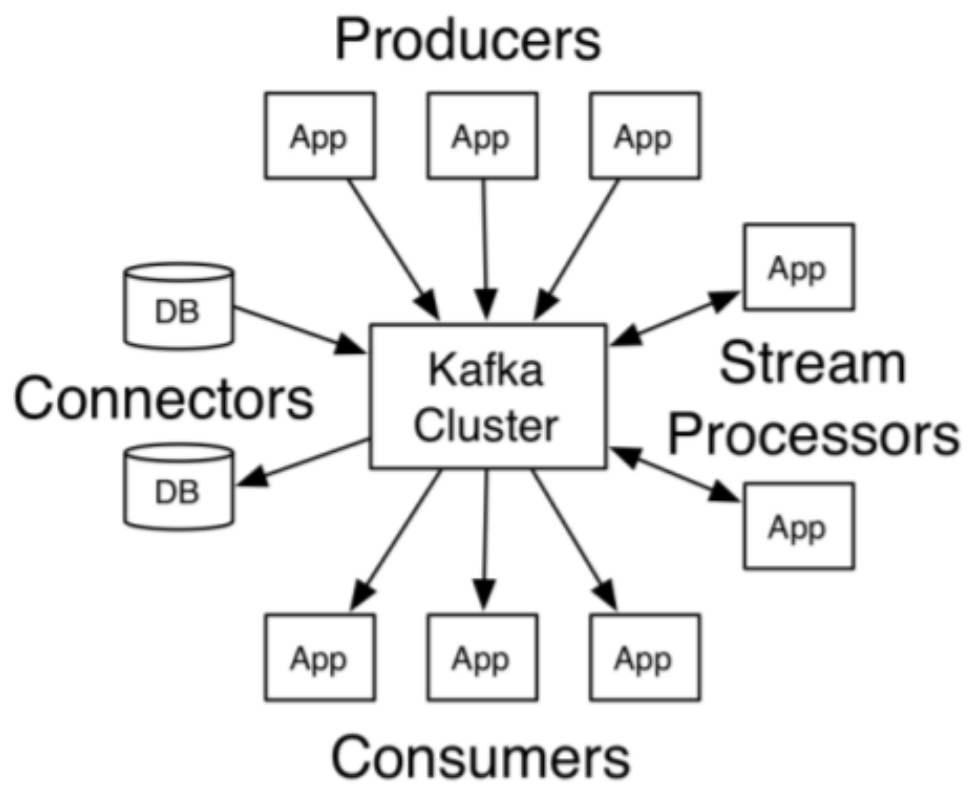 Producers
App
App
App
App
DB
Kafka
Cluster
Stream
Processors
Connectors
DB
App
App
App
App
Consumers